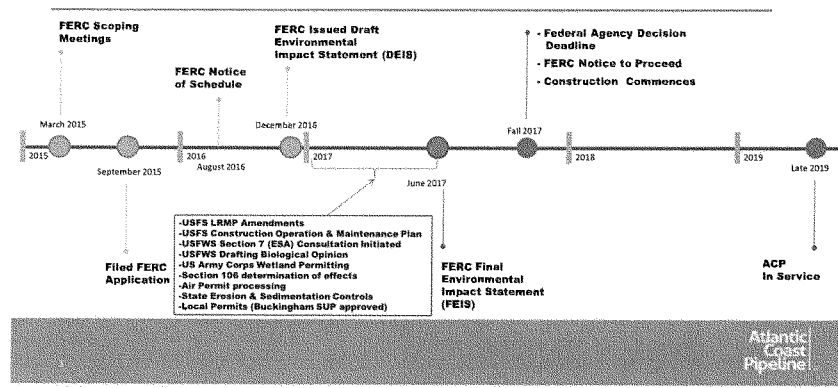 FERC Scoping
Meetings
FERC Notice
of Schedule
FERC Issued Draft
Environmental
Impact Statement (DEIS)
- Federal Agency Decision
Deadline
- FERC Notice to Proceed
- Construction Commences
March 2015
December 2016
Fall 2017
2015
September 2015
2016
August 2016
2017
June 2017
2018
2019
Late 2019
Filed FERC
Application
-USFS LRMP Amendments
-USFS Construction Operation & Maintenance Plan
-USFWS Section 7 (ESA) Consultation Initiated
-USFWS Drafting Biological Opinion
-US Army Corps Wetland Permitting
-Section 106 determination of effects
-Air Permit processing
-State Erosion & Sedimentation Controls
-Local Permits (Buckingham SUP approved)
FERC Final
Environmental
Impact Statement
(FEIS)
ACP
In Service
Atlantic
Coast
Pipeline